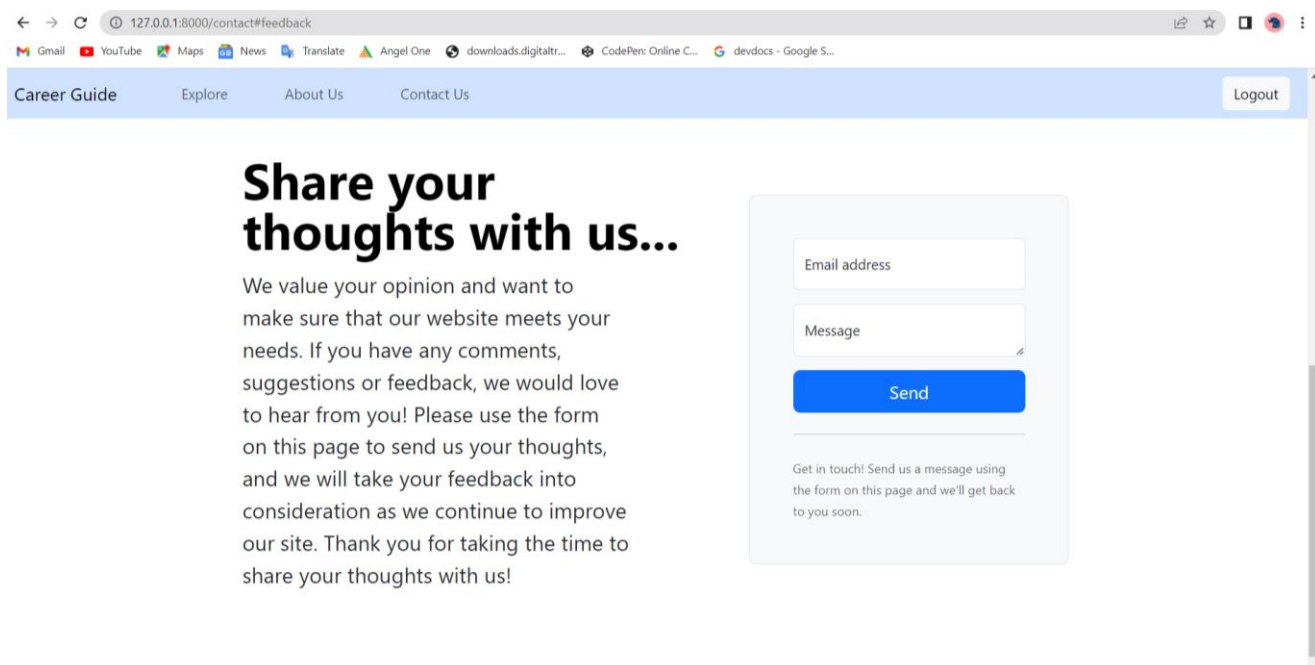 127.0.0.1:8000/contact#feedback
Gmail YouTube Maps News Translate Angel One downloads.digitaltr... CodePen: Online C... devdocs - Google S...
Career Guide Explore About Us Contact Us Logout
Share your
thoughts with us...
We value your opinion and want to
make sure that our website meets your
needs. If you have any comments,
suggestions or feedback, we would love
to hear from you! Please use the form
on this page to send us your thoughts,
and we will take your feedback into
consideration as we continue to improve
our site. Thank you for taking the time to
share your thoughts with us!
Email address
Message
Send
Get in touch! Send us a message using
the form on this page and we'll get back
to you soon.